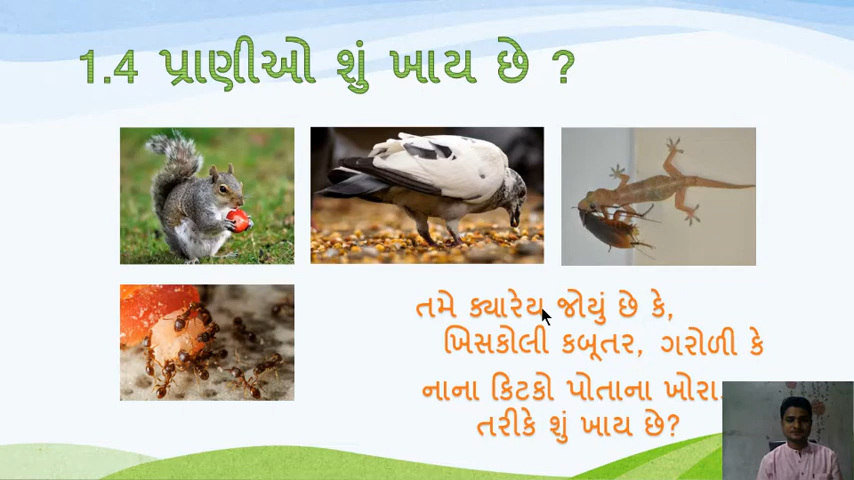 1.4 પ્રાણીઓ શું ખાય છે ?
તમે ક્યારેય જોયું છે કે,
ખિસકોલી કબૂતર, ગરોળી કે
નાના કિટકો પોતાના
તરીકે શું ખાય છે?